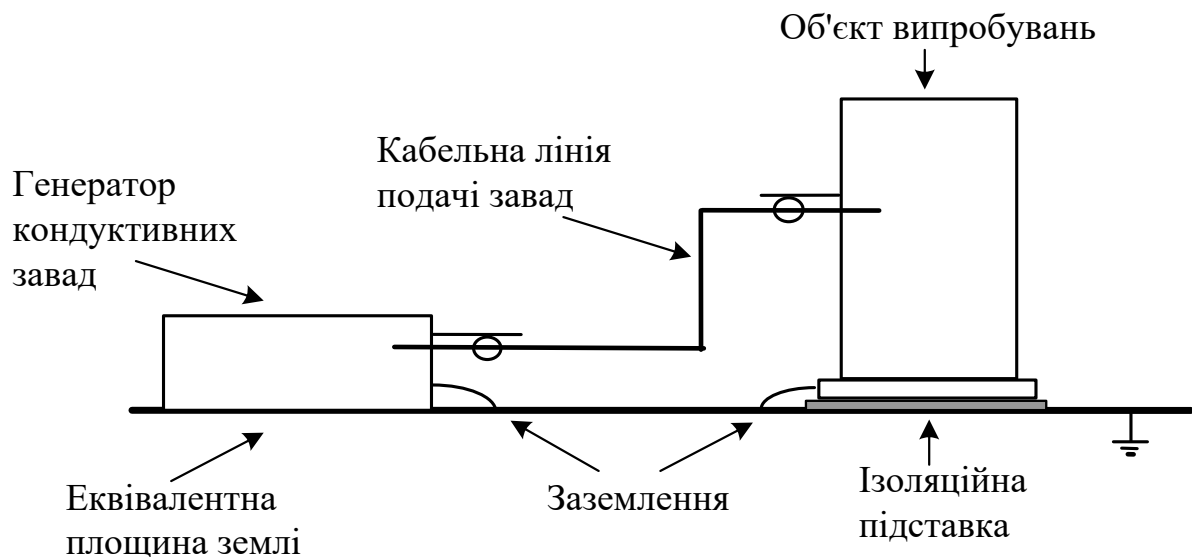 Об'єкт випробувань
Кабельна лінія
подачі завад
Генератор
кондуктивних
завад
Еквівалентна
площина землі
Заземлення
Ізоляційна
підставка